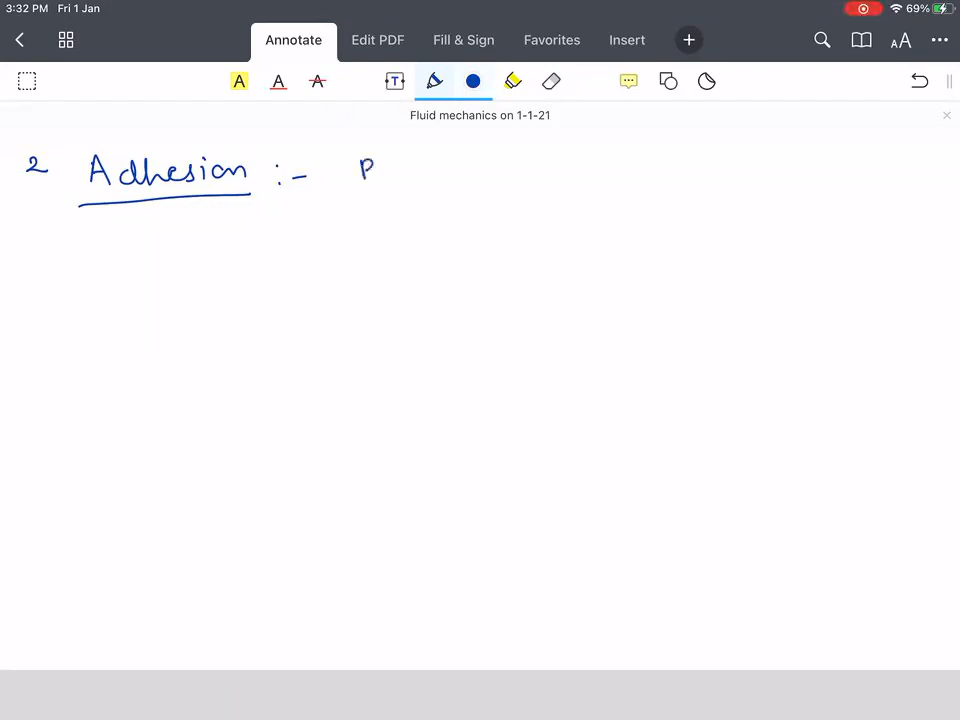 3:32 PM Fri 1 Jan 69%
Annotate Edit PDF Fill & Sign Favorites Insert + AA
A A A T
Fluid mechanics on 1-1-21
2 Adhesion :- P